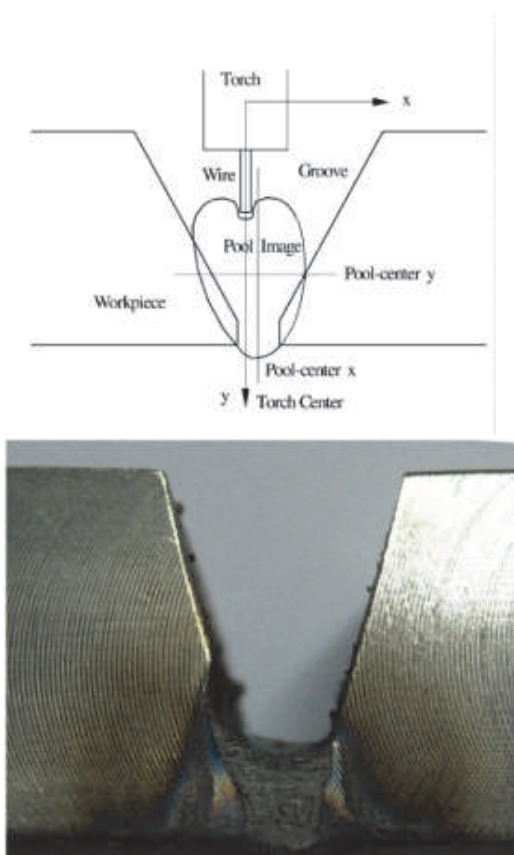 Torch
x
Wire
Groove
Pool Image
Pool-center y
Workpiece
Pool-center x
y
Torch Center